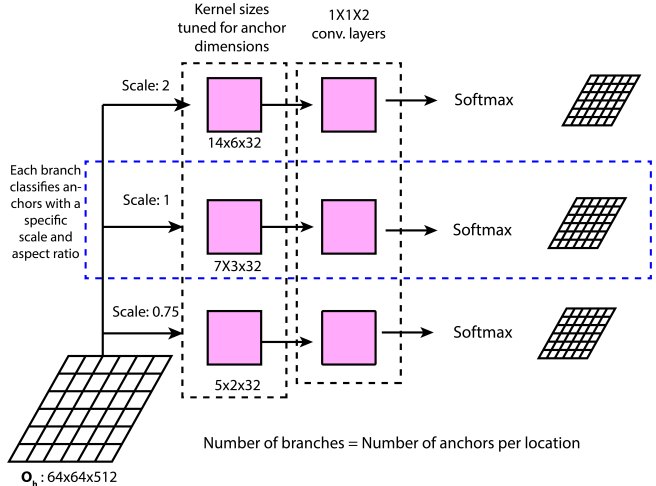 Kernel sizes
tuned for anchor
dimensions
1X1X2
conv. layers
Scale: 2
14x6x32
Softmax
Each branch
classifies an-
chors with a
specific
scale and
aspect ratio
Scale: 1
7X3x32
Softmax
Scale: 0.75
5x2x32
Softmax
Number of branches = Number of anchors per location
Oh : 64x64x512